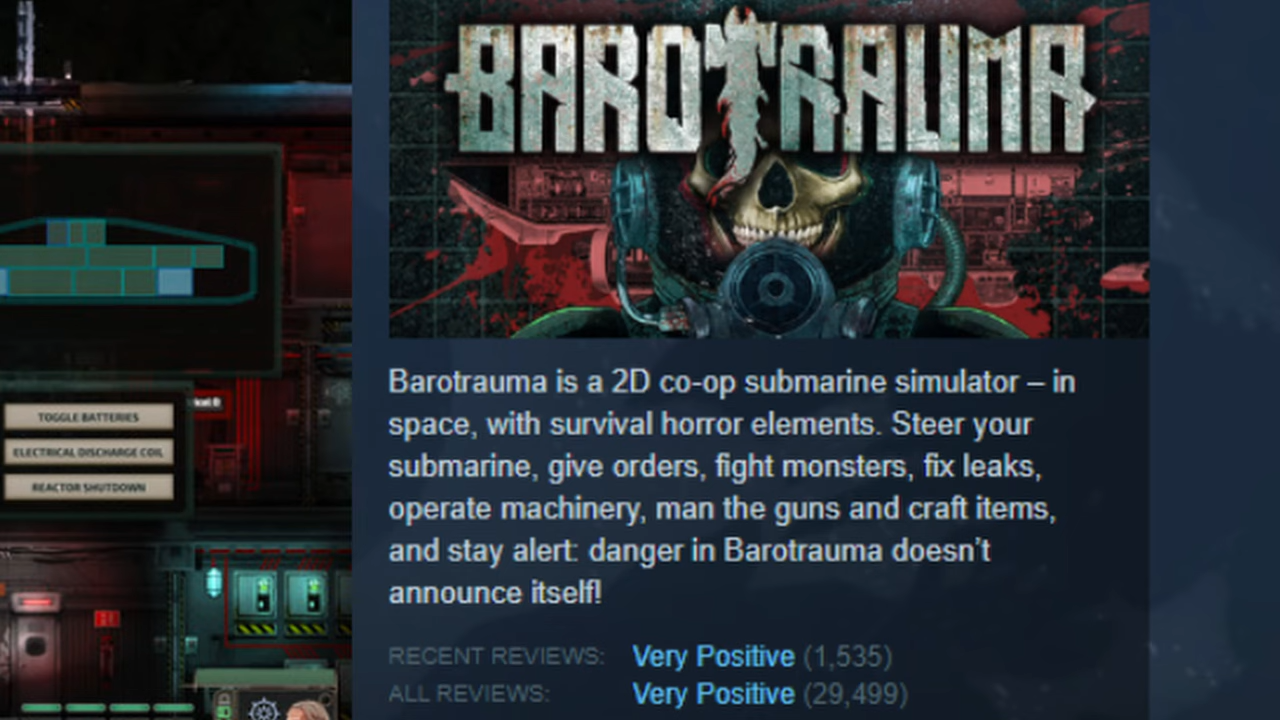 BAROTRAUMA
Barotrauma is a 2D co-op submarine simulator – in
space, with survival horror elements. Steer your
submarine, give orders, fight monsters, fix leaks,
operate machinery, man the guns and craft items,
and stay alert: danger in Barotrauma doesn't
announce itself!
RECENT REVIEWS: Very Positive (1,535)
ALL REVIEWS: Very Positive (29,499)
TOGGLE BATTERIES
ELECTRICAL DISCHARGE COIL
REACTOR SHUTDOWN